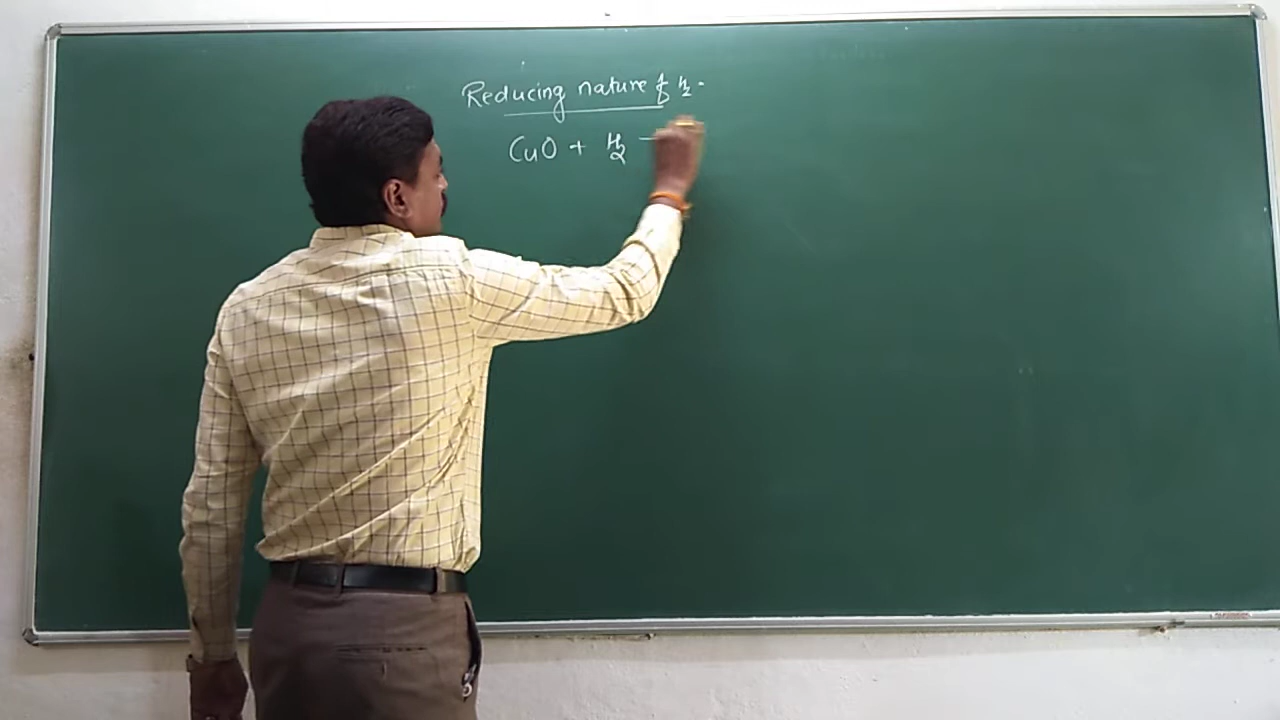 Reducing nature of H2-
CuO + H2 —